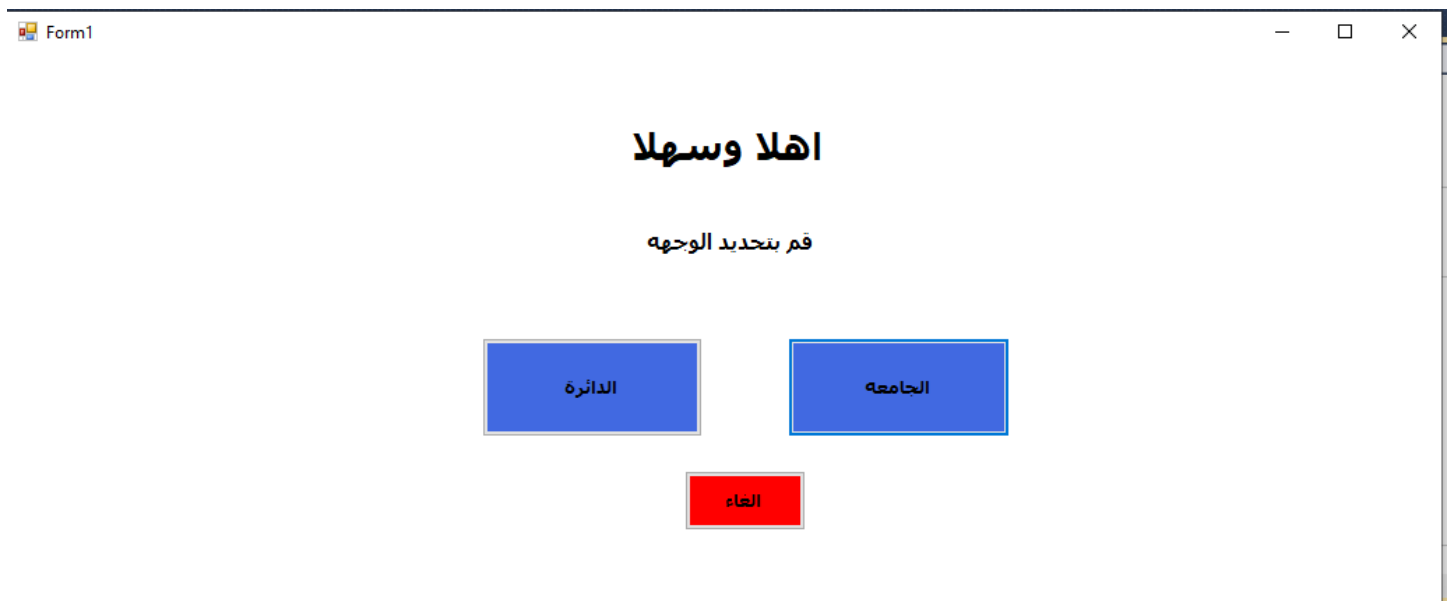 Form1
اهلا وسهلا
قم بتحديد الوجهه
الجامعه
الدائرة
الغاء